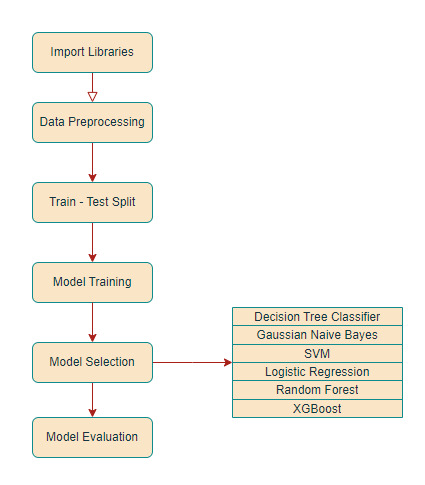 Import Libraries
Data Preprocessing
Train - Test Split
Model Training
Model Selection
Decision Tree Classifier
Gaussian Naive Bayes
SVM
Logistic Regression
Random Forest
XGBoost
Model Evaluation